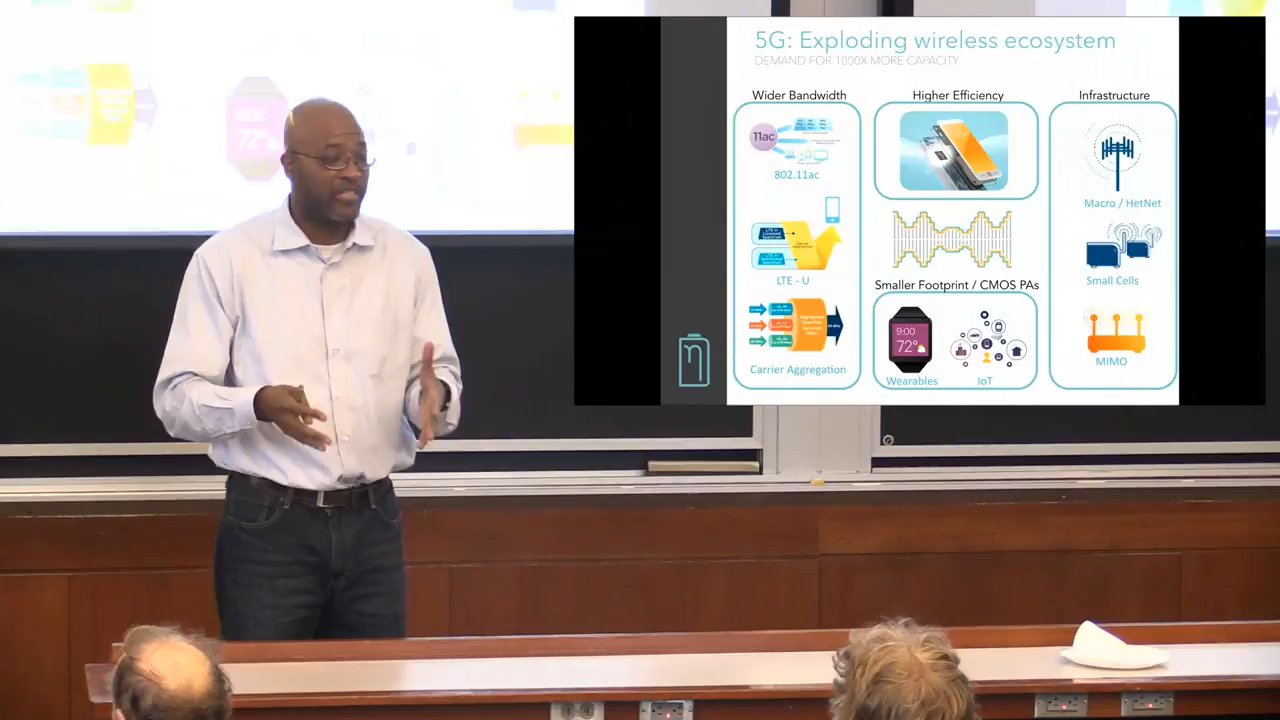 5G: Exploding wireless ecosystem
DEMAND FOR 1000X MORE CAPACITY
Wider Bandwidth
11ac
802.11ac
LTE - U
Carrier Aggregation
Higher Efficiency
Smaller Footprint / CMOS PAs
9:00
72°
Wearables
IoT
Infrastructure
Macro / HetNet
Small Cells
MIMO
η
72°